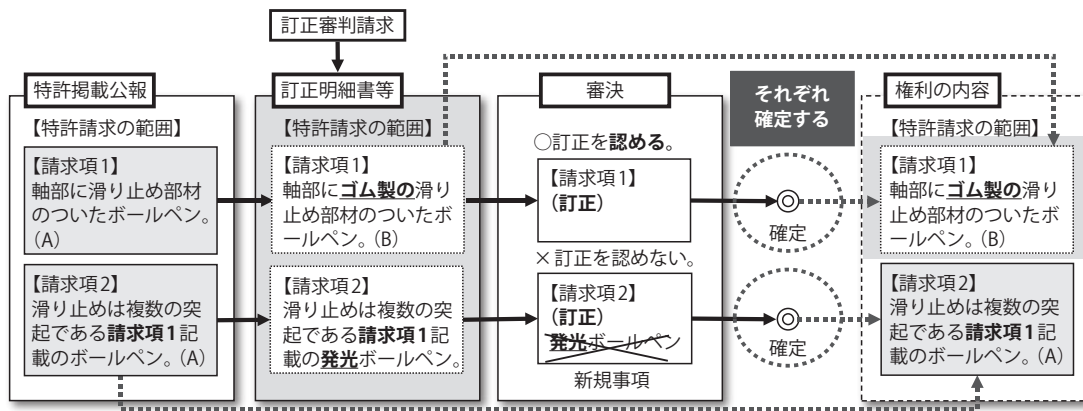 訂正審判請求
特許掲載公報
【特許請求の範囲】
【請求項1】
軸部に滑り止め部材
のついたボールペン。
(A)
【請求項2】
滑り止めは複数の突
起である請求項1記
載のボールペン。(A)
訂正明細書等
【特許請求の範囲】
【請求項1】
軸部にゴム製の滑り
止め部材のついたボ
ールペン。(B)
【請求項2】
滑り止めは複数の突
起である請求項1記
載の発光ボールペン。
審決
○訂正を認める。
【請求項1】
(訂正)
×訂正を認めない。
【請求項2】
(訂正)
発光ボールペン
新規事項
それぞれ
確定する
確定
確定
権利の内容
【特許請求の範囲】
【請求項1】
軸部にゴム製の滑り
止め部材のついたボ
ールペン。(B)
【請求項2】
滑り止めは複数の突
起である請求項1記
載のボールペン。(A)